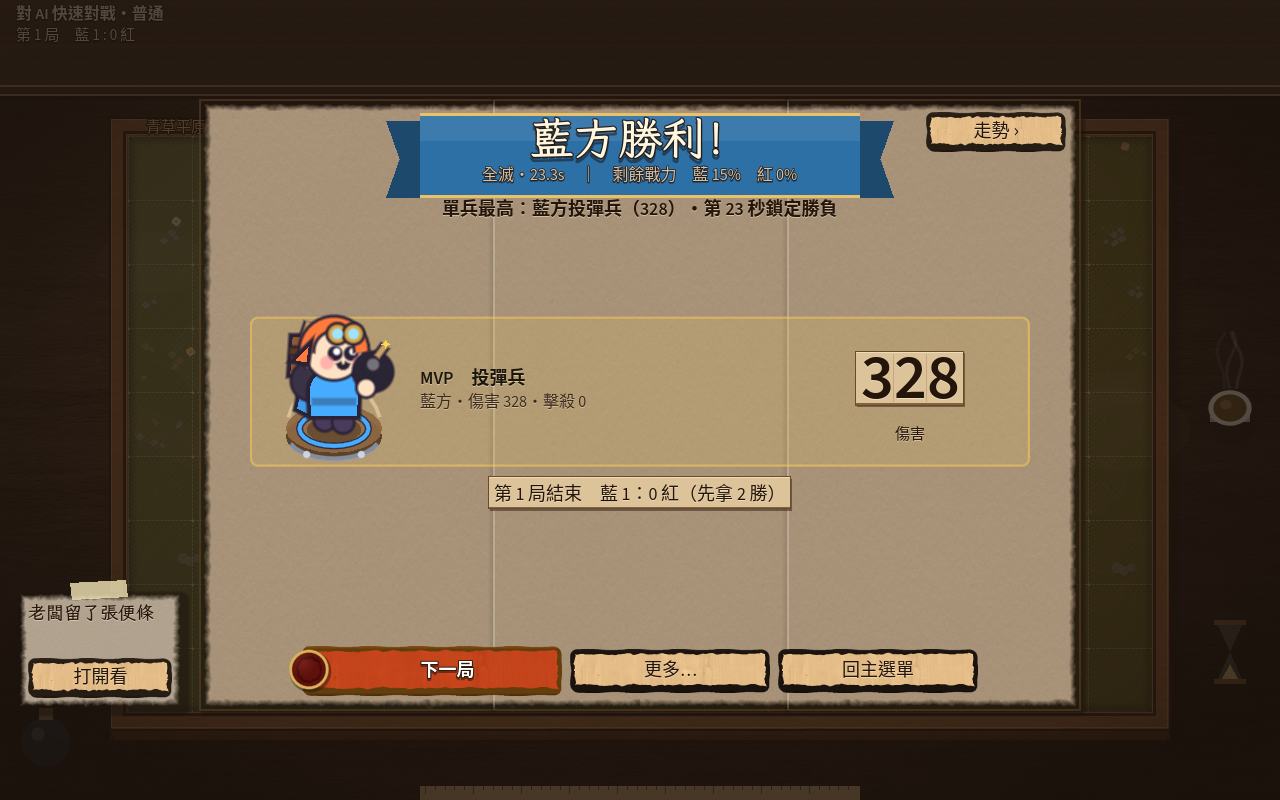 對 AI 快速對戰・普通
第 1 局　藍 1 : 0 紅
青草平原
藍方勝利！
全滅・23.3s　｜　剩餘戰力　藍 15%　紅 0%
走勢 ›
單兵最高：藍方投彈兵（328）・第 23 秒鎖定勝負
MVP　投彈兵
藍方・傷害 328・擊殺 0
328
傷害
第 1 局結束　藍 1：0 紅（先拿 2 勝）
老闆留了張便條
打開看
下一局
更多…
回主選單